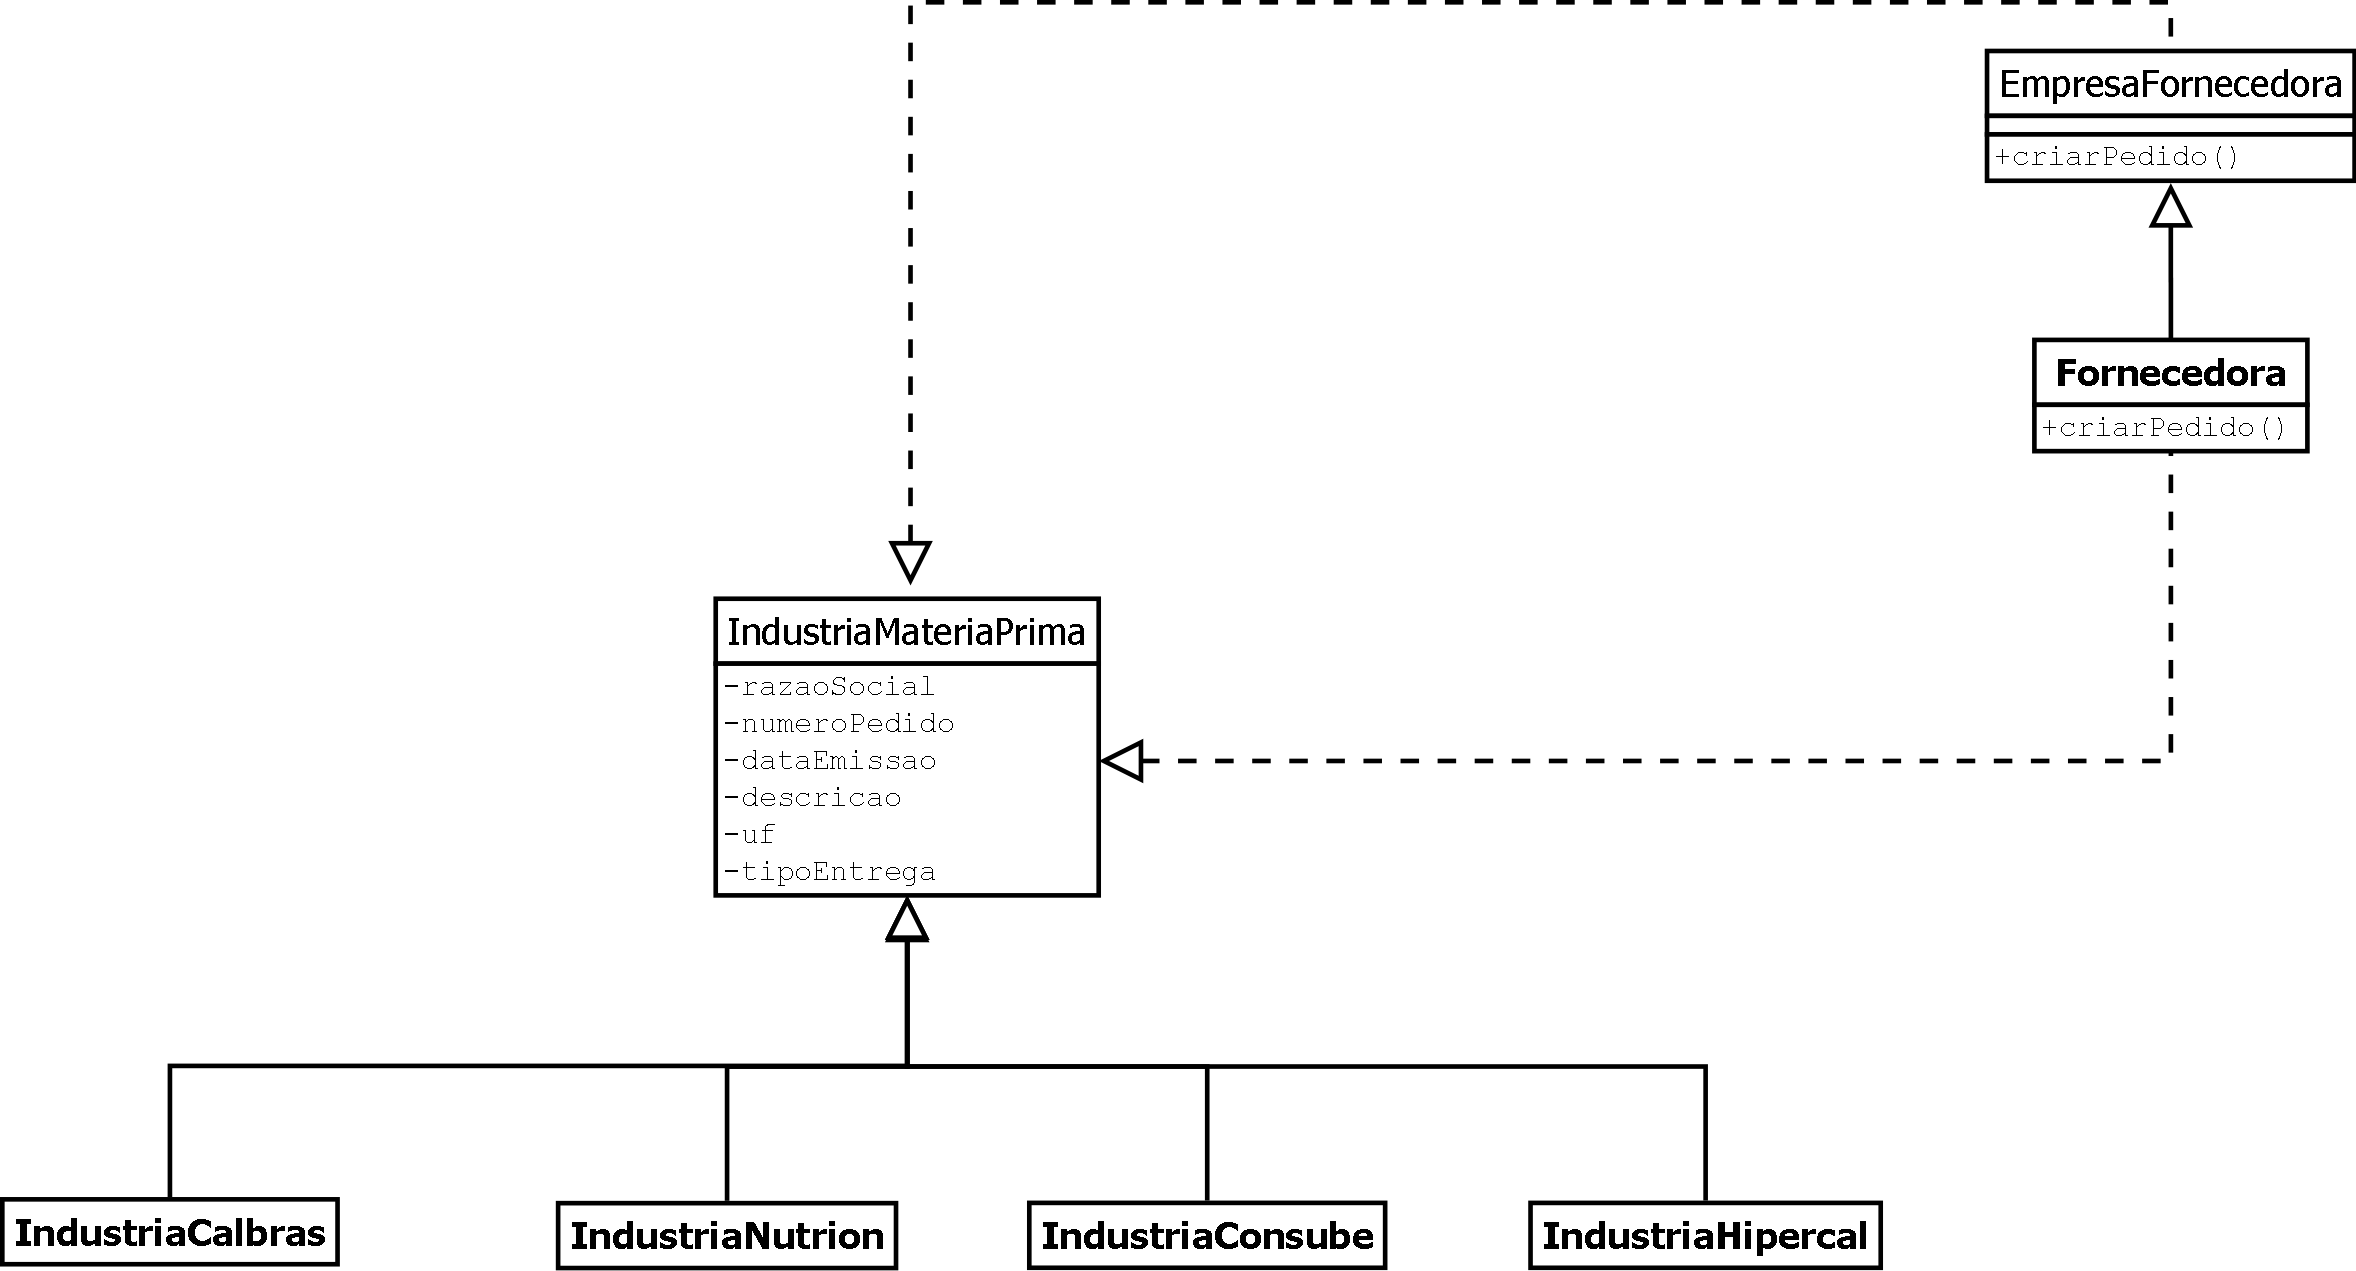 EmpresaFornecedora
+criarPedido()
Fornecedora
+criarPedido()
IndustriaMateriaPrima
-razaoSocial
-numeroPedido
-dataEmissao
-descricao
-uf
-tipoEntrega
IndustriaCalbras
IndustriaNutrion
IndustriaConsube
IndustriaHipercal